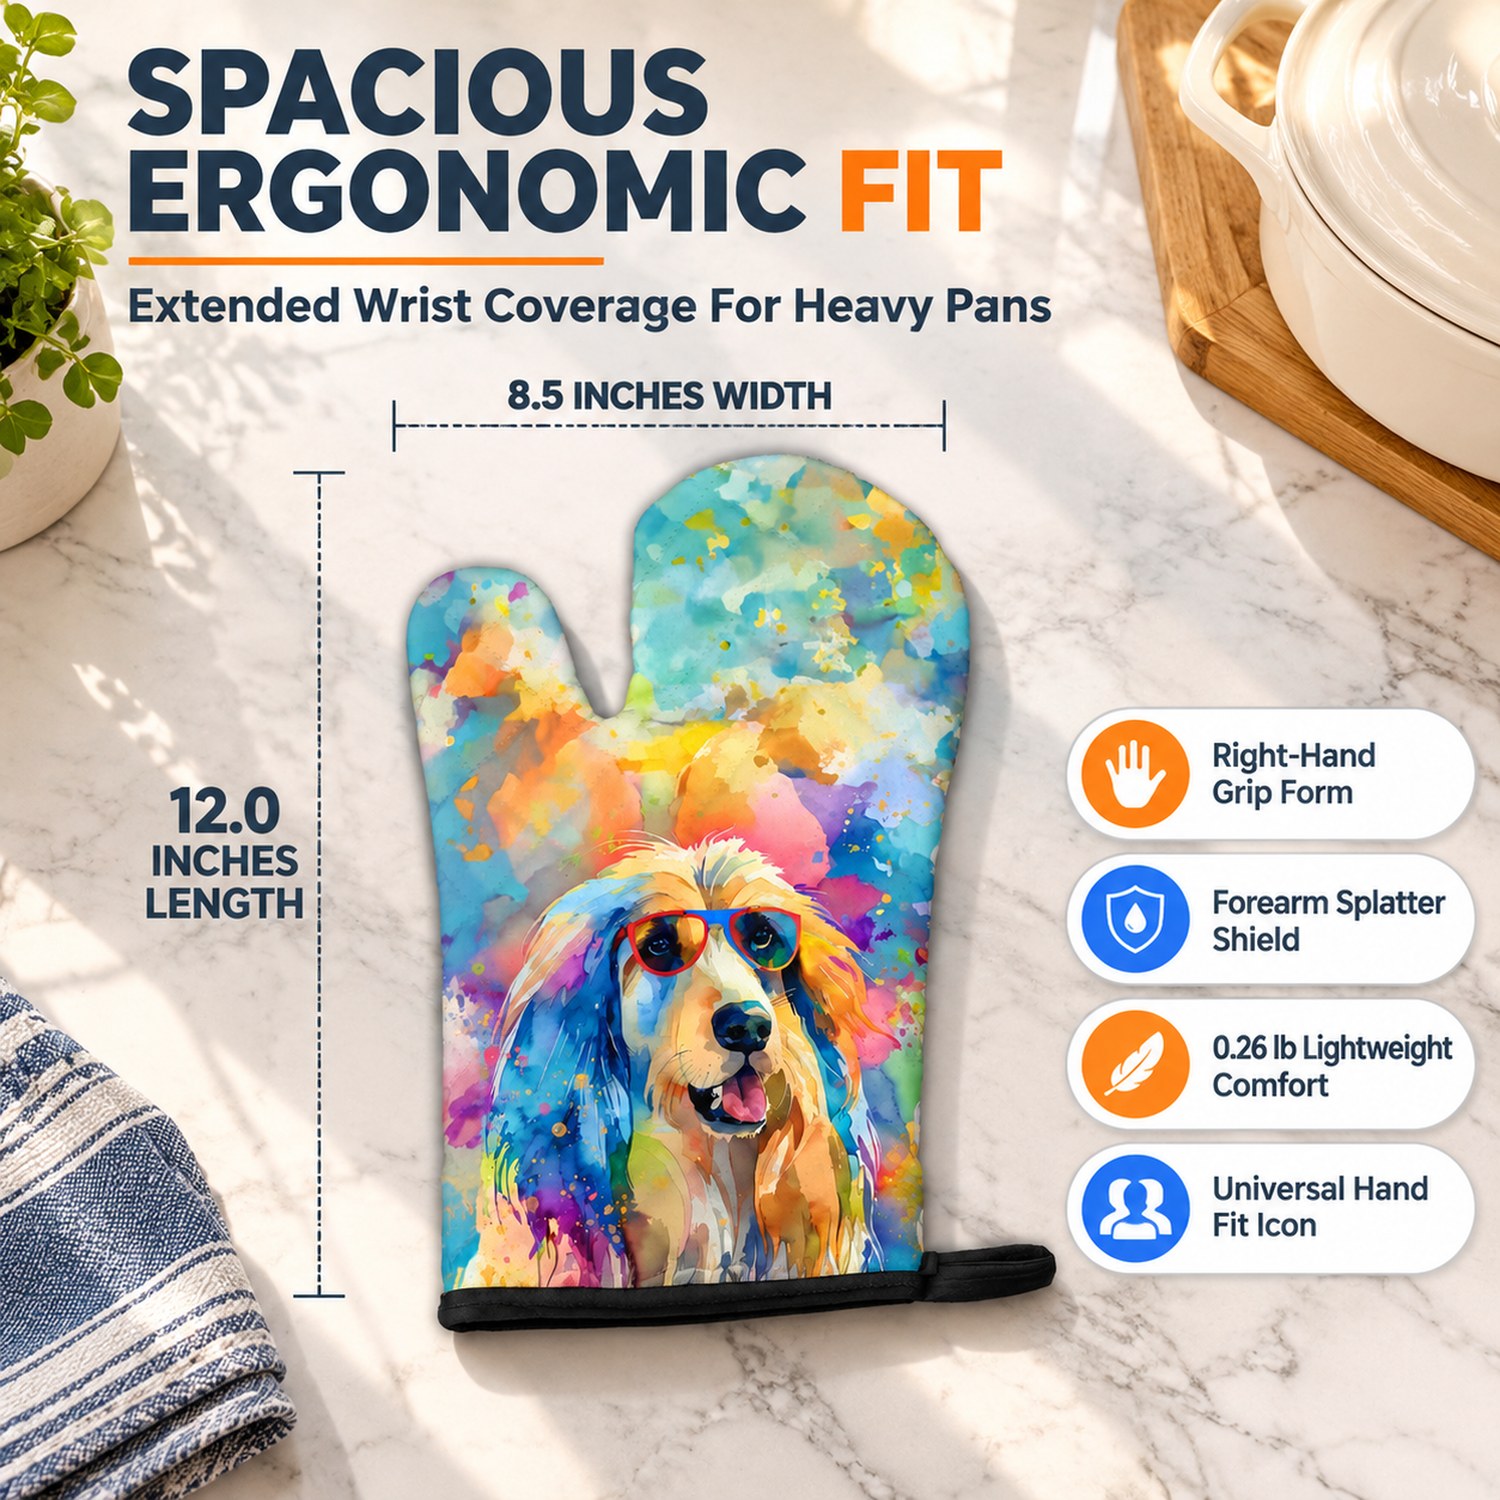 SPACIOUS
ERGONOMIC FIT
Extended Wrist Coverage For Heavy Pans
8.5 INCHES WIDTH
12.0
INCHES
LENGTH
Right-Hand
Grip Form
Forearm Splatter
Shield
0.26 lb Lightweight
Comfort
Universal Hand
Fit Icon